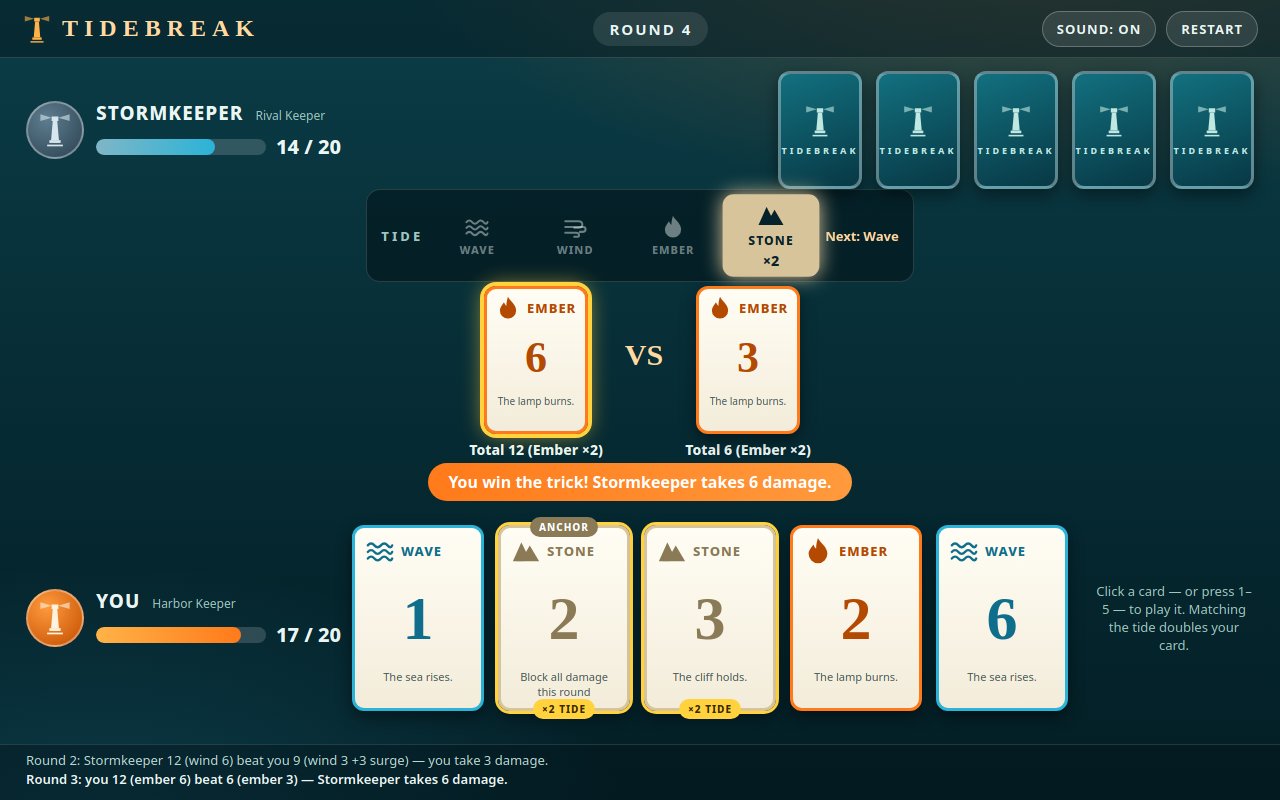 TIDEBREAK
ROUND 4
SOUND: ON
RESTART
STORMKEEPER Rival Keeper
14 / 20
TIDEBREAK
TIDEBREAK
TIDEBREAK
TIDEBREAK
TIDEBREAK
TIDE
WAVE
WIND
EMBER
STONE
×2
Next: Wave
EMBER
6
The lamp burns.
Total 12 (Ember ×2)
VS
EMBER
3
The lamp burns.
Total 6 (Ember ×2)
You win the trick! Stormkeeper takes 6 damage.
YOU Harbor Keeper
17 / 20
WAVE
1
The sea rises.
ANCHOR
STONE
2
Block all damage
this round
×2 TIDE
STONE
3
The cliff holds.
×2 TIDE
EMBER
2
The lamp burns.
WAVE
6
The sea rises.
Click a card — or press 1–
5 — to play it. Matching
the tide doubles your
card.
Round 2: Stormkeeper 12 (wind 6) beat you 9 (wind 3 +3 surge) — you take 3 damage.
Round 3: you 12 (ember 6) beat 6 (ember 3) — Stormkeeper takes 6 damage.